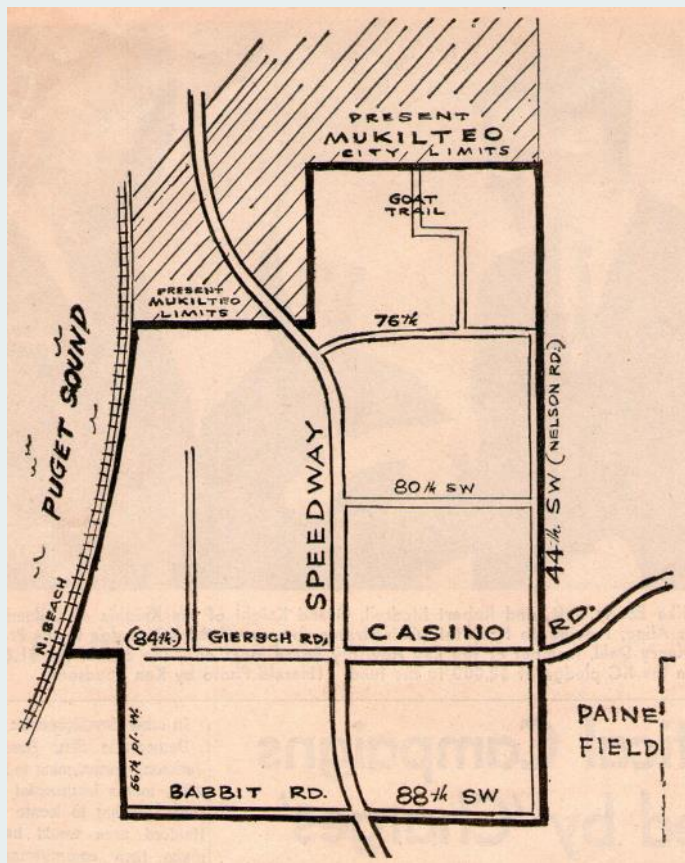 PRESENT
MUKILTEO
CITY LIMITS
GOAT
TRAIL
PRESENT
MUKILTEO
LIMITS
76th
PUGET SOUND
SPEEDWAY
44th. SW (NELSON RD.)
80th SW
N. BEACH
(84th.) GIERSCH RD.
CASINO RD.
PAINE
FIELD
66th pl. W.
BABBIT RD.
88th SW